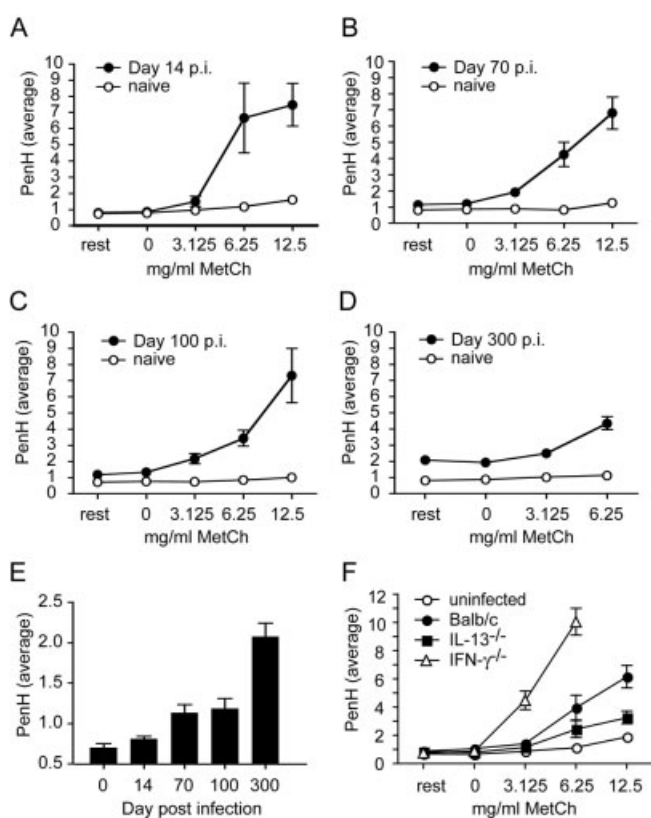 A
Day 14 p.i.
naive
PenH (average)
10
9
8
7
6
5
4
3
2
1
0
rest 0 3.125 6.25 12.5
mg/ml MetCh
B
Day 70 p.i.
naive
PenH (average)
10
9
8
7
6
5
4
3
2
1
0
rest 0 3.125 6.25 12.5
mg/ml MetCh
C
Day 100 p.i.
naive
PenH (average)
10
9
8
7
6
5
4
3
2
1
0
rest 0 3.125 6.25 12.5
mg/ml MetCh
D
Day 300 p.i.
naive
PenH (average)
10
9
8
7
6
5
4
3
2
1
0
rest 0 3.125 6.25
mg/ml MetCh
E
PenH (average)
2.5
2.0
1.5
1.0
0.5
0 14 70 100 300
Day post infection
F
uninfected
Balb/c
IL-13-/-
IFN-γ-/-
PenH (average)
12
10
8
6
4
2
0
rest 0 3.125 6.25 12.5
mg/ml MetCh